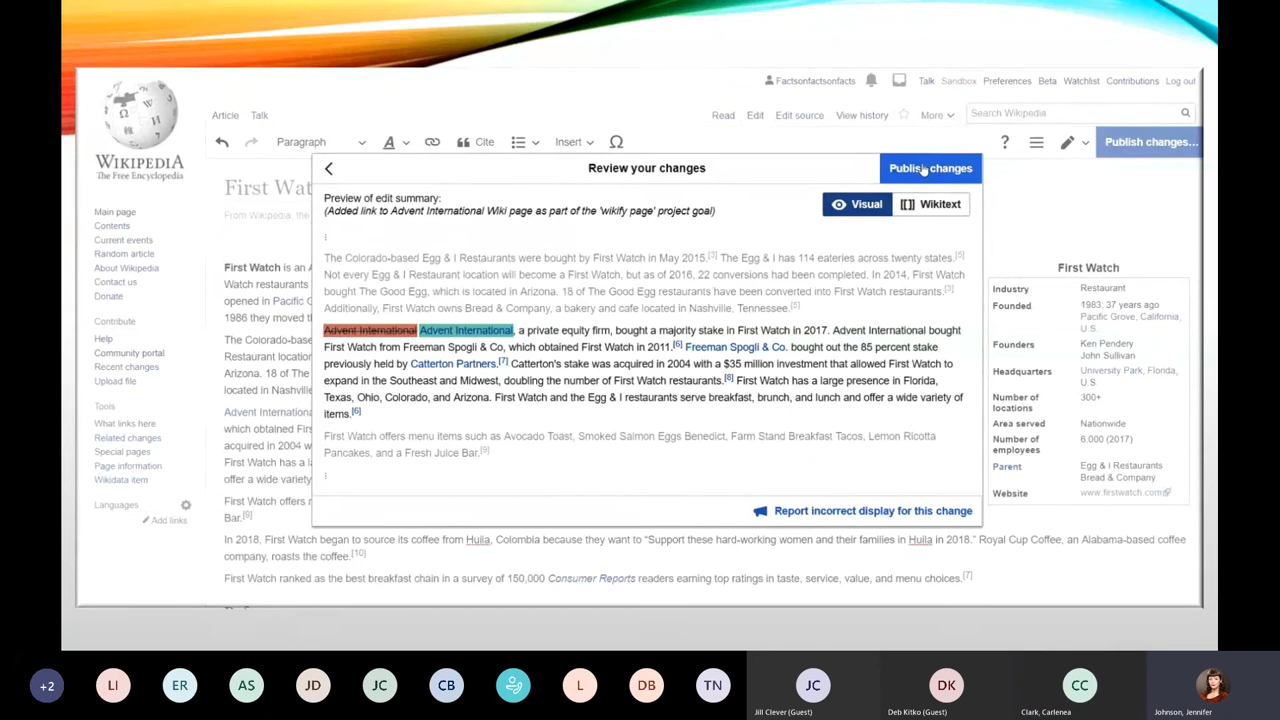 Factsonfactsonfacts Talk Sandbox Preferences Beta Watchlist Contributions Log out
Article Talk
Read Edit Edit source View history More Search Wikipedia
Paragraph A Cite Insert Ω ? Publish changes...
WIKIPEDIA
The Free Encyclopedia
Main page
Contents
Current events
Random article
About Wikipedia
Contact us
Donate
Contribute
Help
Community portal
Recent changes
Upload file
Tools
What links here
Related changes
Special pages
Page information
Wikidata item
Languages
Add links
First Wat
From Wikipedia, the
First Watch is an
Watch restaurants
opened in Pacific
1986 they moved th
The Colorado-base
Restaurant location
Arizona. 18 of The
located in Nashville
Advent Internationa
which obtained Firs
acquired in 2004 w
First Watch has a la
offer a wide variety
First Watch offers
Bar.[9]
In 2018, First Watch began to source its coffee from Huila, Colombia because they want to “Support these hard-working women and their families in Huila in 2018.” Royal Cup Coffee, an Alabama-based coffee
company, roasts the coffee.[10]
First Watch ranked as the best breakfast chain in a survey of 150,000 Consumer Reports readers earning top ratings in taste, service, value, and menu choices.[7]
Review your changes
Publish changes
Preview of edit summary:
(Added link to Advent International Wiki page as part of the 'wikify page' project goal)
Visual [[]] Wikitext
The Colorado-based Egg & I Restaurants were bought by First Watch in May 2015.[3] The Egg & I has 114 eateries across twenty states.[5]
Not every Egg & I Restaurant location will become a First Watch, but as of 2016, 22 conversions had been completed. In 2014, First Watch
bought The Good Egg, which is located in Arizona. 18 of The Good Egg restaurants have been converted into First Watch restaurants.[3]
Additionally, First Watch owns Bread & Company, a bakery and cafe located in Nashville, Tennessee.[5]
Advent International Advent International, a private equity firm, bought a majority stake in First Watch in 2017. Advent International bought
First Watch from Freeman Spogli & Co, which obtained First Watch in 2011.[6] Freeman Spogli & Co. bought out the 85 percent stake
previously held by Catterton Partners.[7] Catterton's stake was acquired in 2004 with a $35 million investment that allowed First Watch to
expand in the Southeast and Midwest, doubling the number of First Watch restaurants.[8] First Watch has a large presence in Florida,
Texas, Ohio, Colorado, and Arizona. First Watch and the Egg & I restaurants serve breakfast, brunch, and lunch and offer a wide variety of
items.[6]
First Watch offers menu items such as Avocado Toast, Smoked Salmon Eggs Benedict, Farm Stand Breakfast Tacos, Lemon Ricotta
Pancakes, and a Fresh Juice Bar.[9]
Report incorrect display for this change
First Watch
Industry Restaurant
Founded 1983; 37 years ago
Pacific Grove, California,
U.S.
Founders Ken Pendery
John Sullivan
Headquarters University Park, Florida,
U.S.
Number of locations 300+
Area served Nationwide
Number of employees 6,000 (2017)
Parent Egg & I Restaurants
Bread & Company
Website www.firstwatch.com
+2 LI ER AS JD JC CB L DB TN JC DK CC
Jill Clever (Guest) Deb Kitko (Guest) Clark, Carlenea Johnson, Jennifer